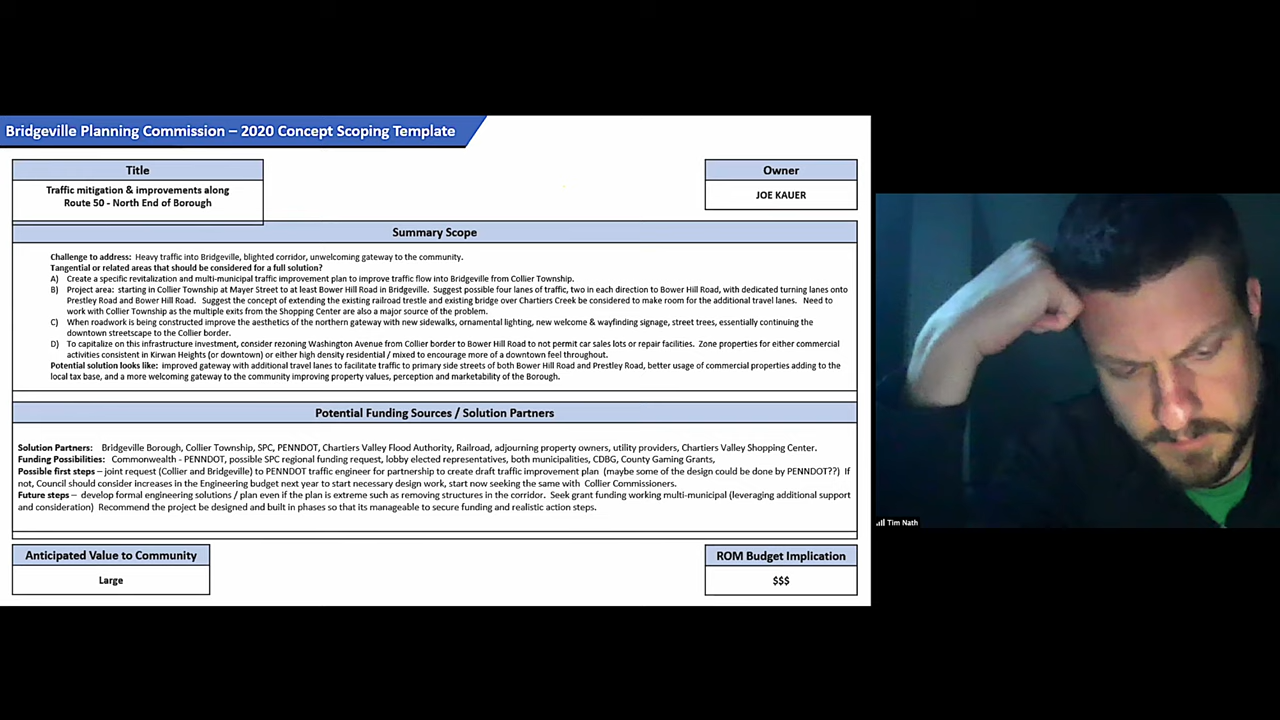 Bridgeville Planning Commission – 2020 Concept Scoping Template
Title
Owner
Traffic mitigation & improvements along
Route 50 - North End of Borough
JOE KAUER
Summary Scope
Challenge to address: Heavy traffic into Bridgeville, blighted corridor, unwelcoming gateway to the community.
Tangential or related areas that should be considered for a full solution?
A) Create a specific revitalization and multi-municipal traffic improvement plan to improve traffic flow into Bridgeville from Collier Township.
B) Project area: starting in Collier Township at Mayer Street to at least Bower Hill Road in Bridgeville. Suggest possible four lanes of traffic, two in each direction to Bower Hill Road, with dedicated turning lanes onto
Prestley Road and Bower Hill Road. Suggest the concept of extending the existing railroad trestle and existing bridge over Chartiers Creek be considered to make room for the additional travel lanes. Need to
work with Collier Township as the multiple exits from the Shopping Center are also a major source of the problem.
C) When roadwork is being constructed improve the aesthetics of the northern gateway with new sidewalks, ornamental lighting, new welcome & wayfinding signage, street trees, essentially continuing the
downtown streetscape to the Collier border.
D) To capitalize on this infrastructure investment, consider rezoning Washington Avenue from Collier border to Bower Hill Road to not permit car sales lots or repair facilities. Zone properties for either commercial
activities consistent in Kirwan Heights (or downtown) or either high density residential / mixed to encourage more of a downtown feel throughout.
Potential solution looks like: improved gateway with additional travel lanes to facilitate traffic to primary side streets of both Bower Hill Road and Prestley Road, better usage of commercial properties adding to the
local tax base, and a more welcoming gateway to the community improving property values, perception and marketability of the Borough.
Potential Funding Sources / Solution Partners
Solution Partners: Bridgeville Borough, Collier Township, SPC, PENNDOT, Chartiers Valley Flood Authority, Railroad, adjourning property owners, utility providers, Chartiers Valley Shopping Center.
Funding Possibilities: Commonwealth - PENNDOT, possible SPC regional funding request, lobby elected representatives, both municipalities, CDBG, County Gaming Grants,
Possible first steps – joint request (Collier and Bridgeville) to PENNDOT traffic engineer for partnership to create draft traffic improvement plan (maybe some of the design could be done by PENNDOT??) If
not, Council should consider increases in the Engineering budget next year to start necessary design work, start now seeking the same with Collier Commissioners.
Future steps – develop formal engineering solutions / plan even if the plan is extreme such as removing structures in the corridor. Seek grant funding working multi-municipal (leveraging additional support
and consideration) Recommend the project be designed and built in phases so that its manageable to secure funding and realistic action steps.
Tim Nath
Anticipated Value to Community
ROM Budget Implication
Large
$$$